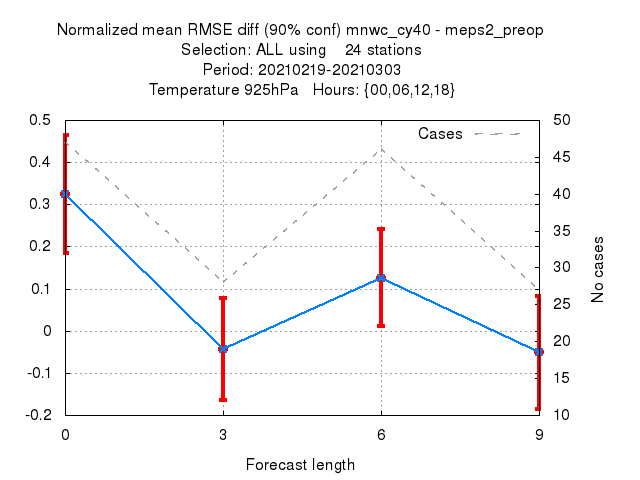 Normalized mean RMSE diff (90% conf) mnwc_cy40 - meps2_preop
Selection: ALL using    24 stations
Period: 20210219-20210303
Temperature 925hPa   Hours: {00,06,12,18}
Cases
0.5
0.4
0.3
0.2
0.1
0
-0.1
-0.2
50
45
40
35
30
25
20
15
10
No cases
0 3 6 9
Forecast length